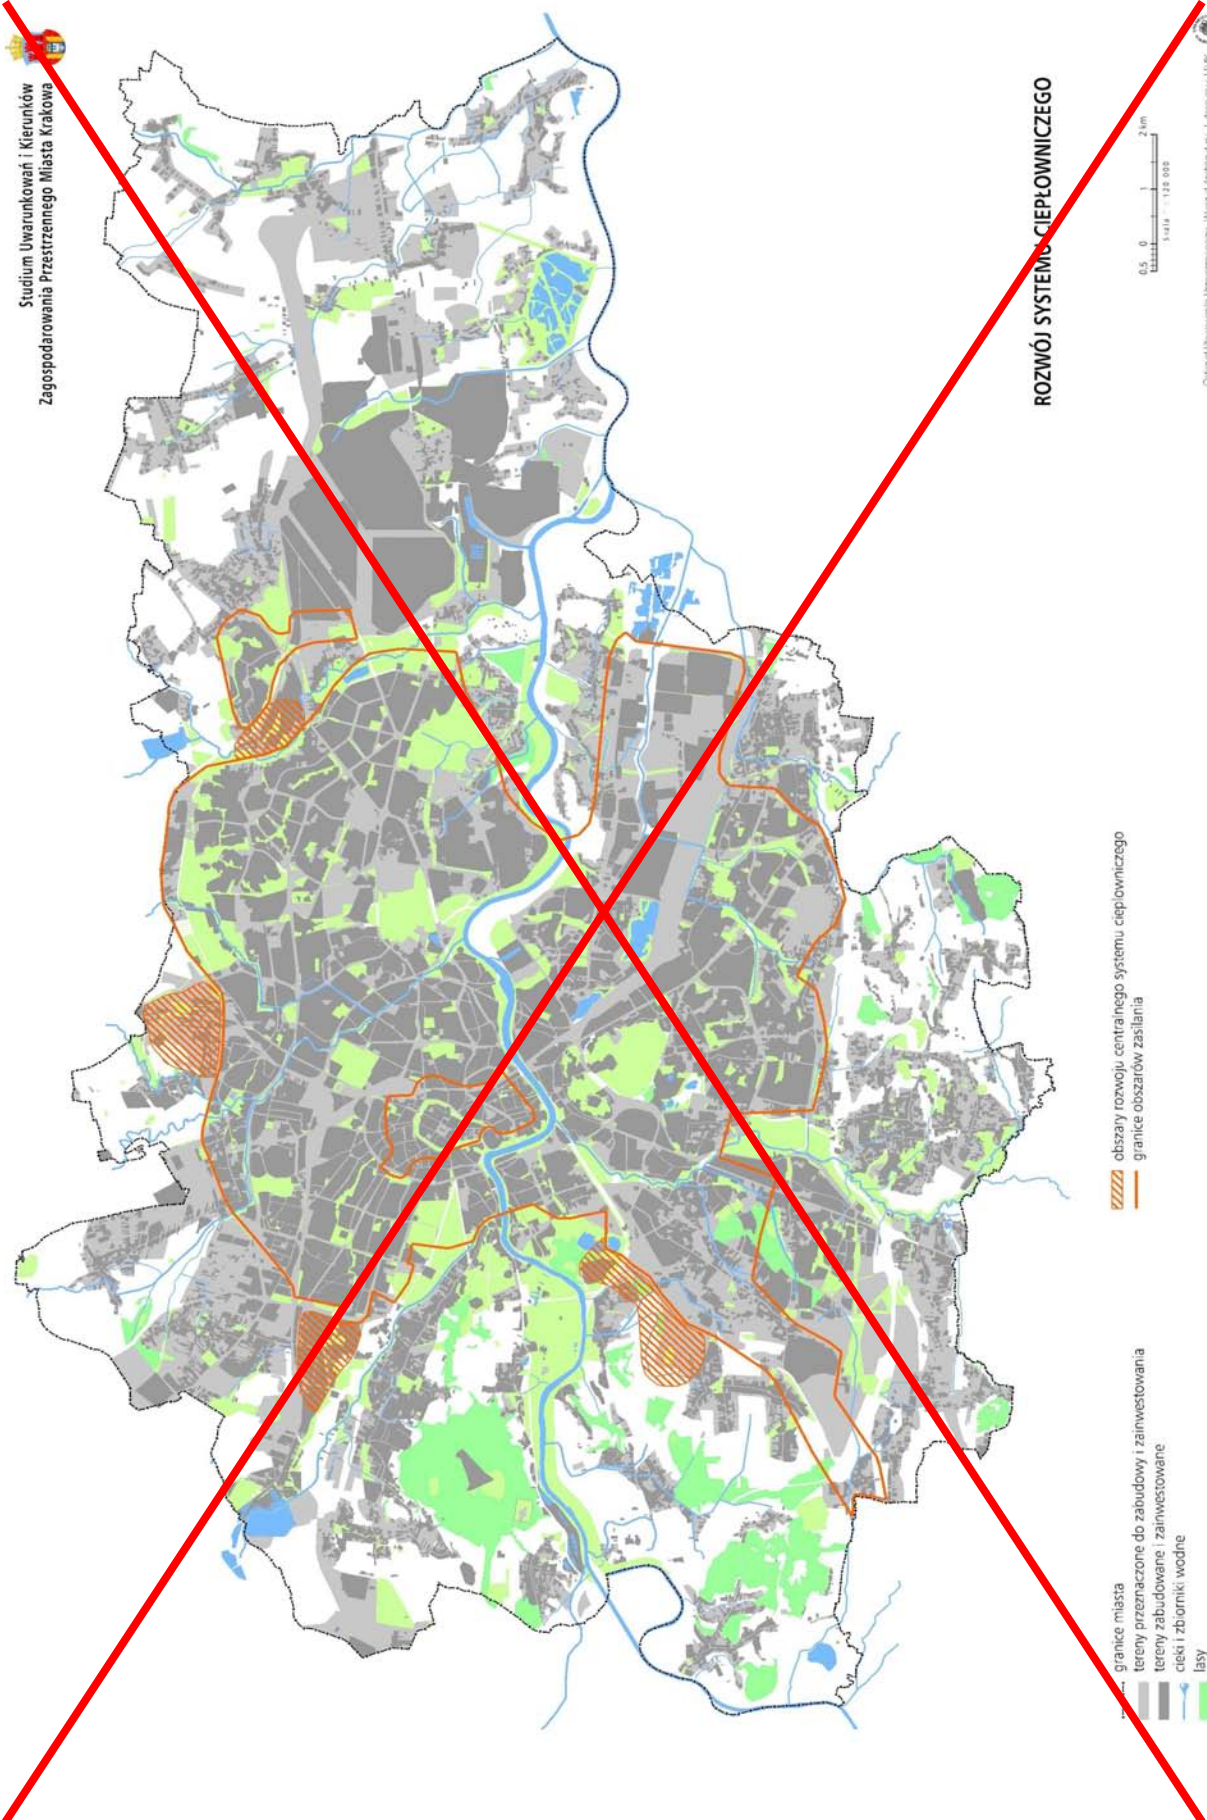 Studium Uwarunkowań i Kierunków
Zagospodarowania Przestrzennego Miasta Krakowa
ROZWÓJ SYSTEMU CIEPŁOWNICZEGO
0.5 0 1 2 km
granice miasta
tereny przeznaczone do zabudowy i zainwestowania
tereny zabudowane i zainwestowane
cieki i zbiorniki wodne
lasy
obszary rozwoju centralnego systemu ciepłowniczego
granice obszarów zasilania